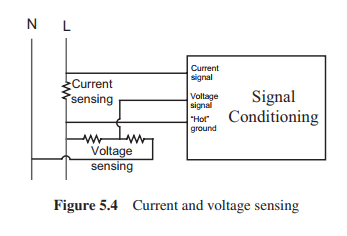 N L
Current
signal
Current
sensing
Voltage
signal
"Hot"
ground
Signal
Conditioning
Voltage
sensing
Figure 5.4 Current and voltage sensing